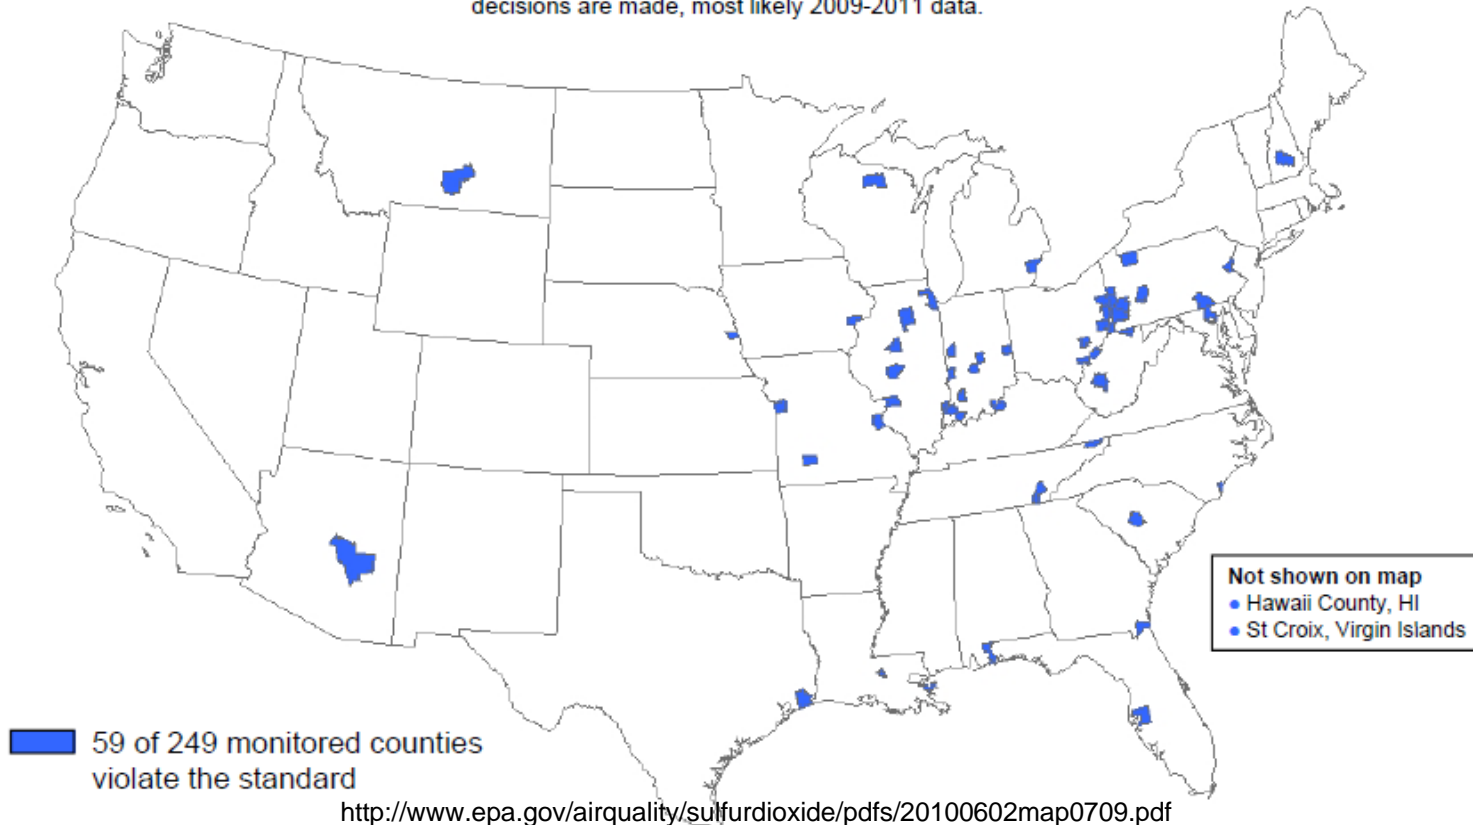 decisions are made, most likely 2009-2011 data.
Not shown on map
● Hawaii County, HI
● St Croix, Virgin Islands
59 of 249 monitored counties
violate the standard
http://www.epa.gov/airquality/sulfurdioxide/pdfs/20100602map0709.pdf